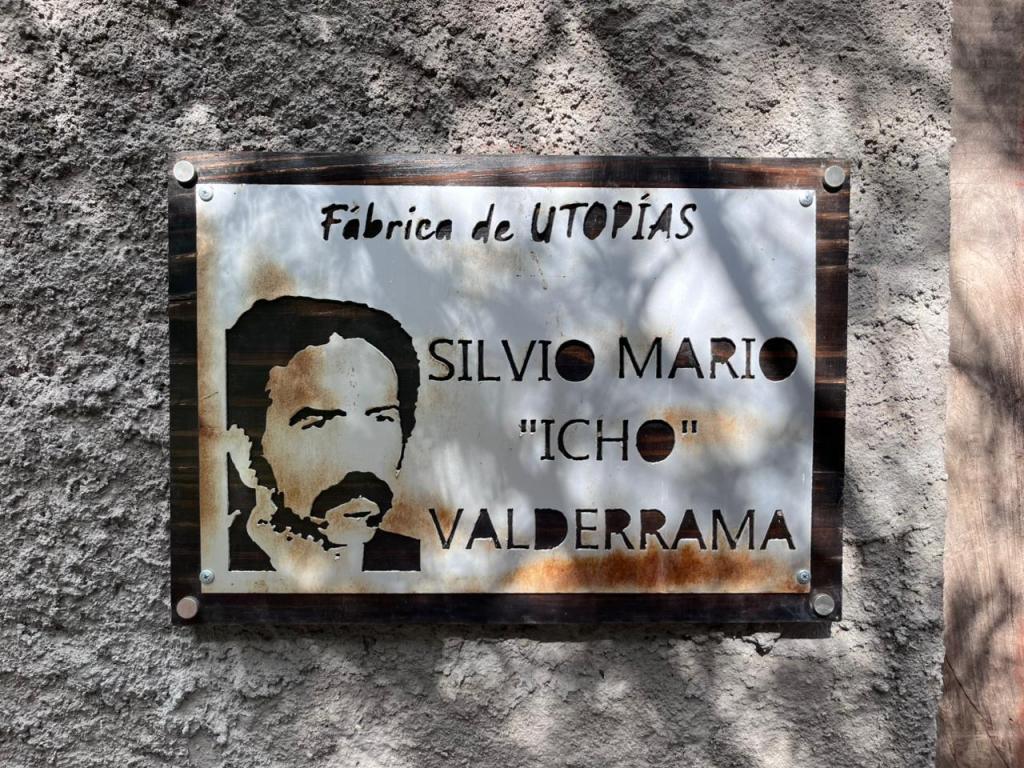 Fábrica de UTOPÍAS
SILVIO MARIO
"ICHO"
VALDERRAMA